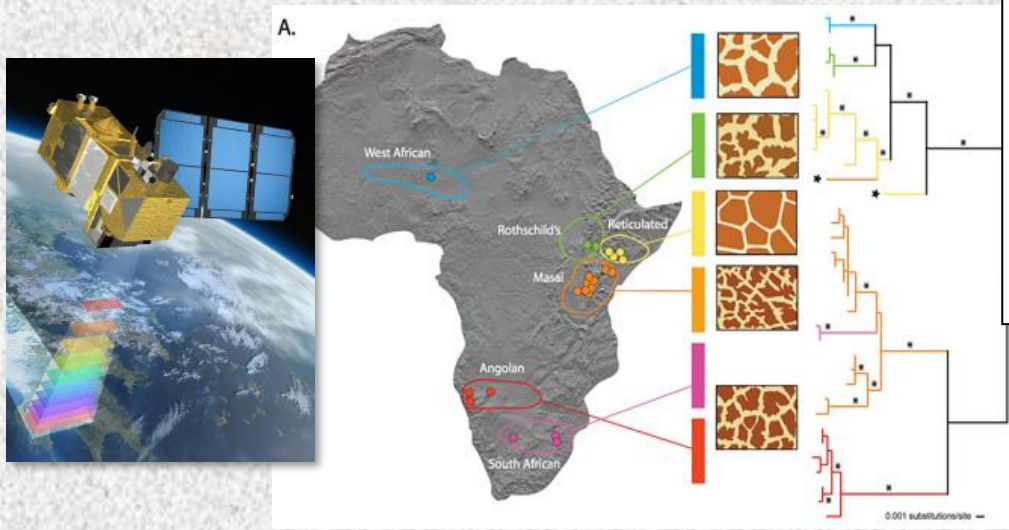 A.
West African
Rothschild's
Reticulated
Masai
Angolan
South African
0.001 substitutions/site